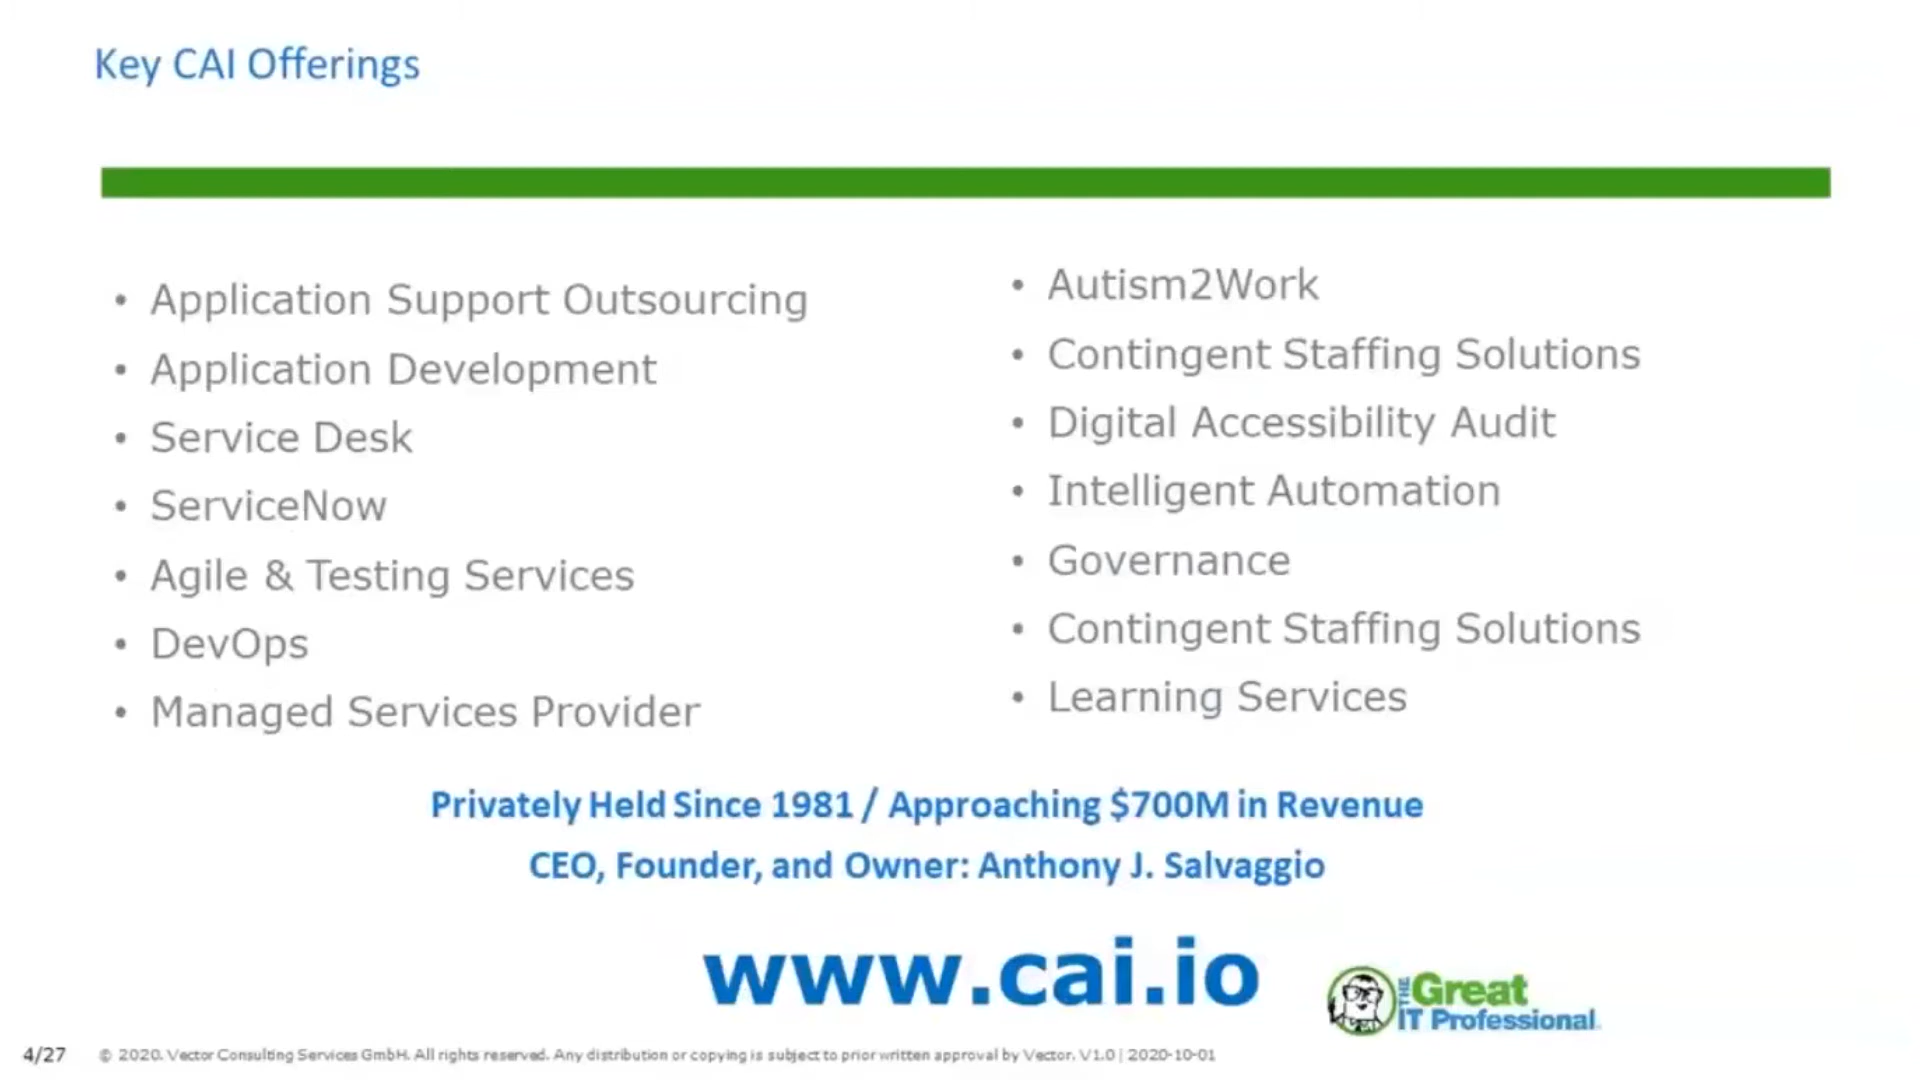 Key CAI Offerings
• Application Support Outsourcing
• Application Development
• Service Desk
• ServiceNow
• Agile & Testing Services
• DevOps
• Managed Services Provider
• Autism2Work
• Contingent Staffing Solutions
• Digital Accessibility Audit
• Intelligent Automation
• Governance
• Contingent Staffing Solutions
• Learning Services
Privately Held Since 1981 / Approaching $700M in Revenue
CEO, Founder, and Owner: Anthony J. Salvaggio
www.cai.io
THE Great
IT Professional
4/27 © 2020. Vector Consulting Services GmbH. All rights reserved. Any distribution or copying is subject to prior written approval by Vector. V1.0 | 2020-10-01